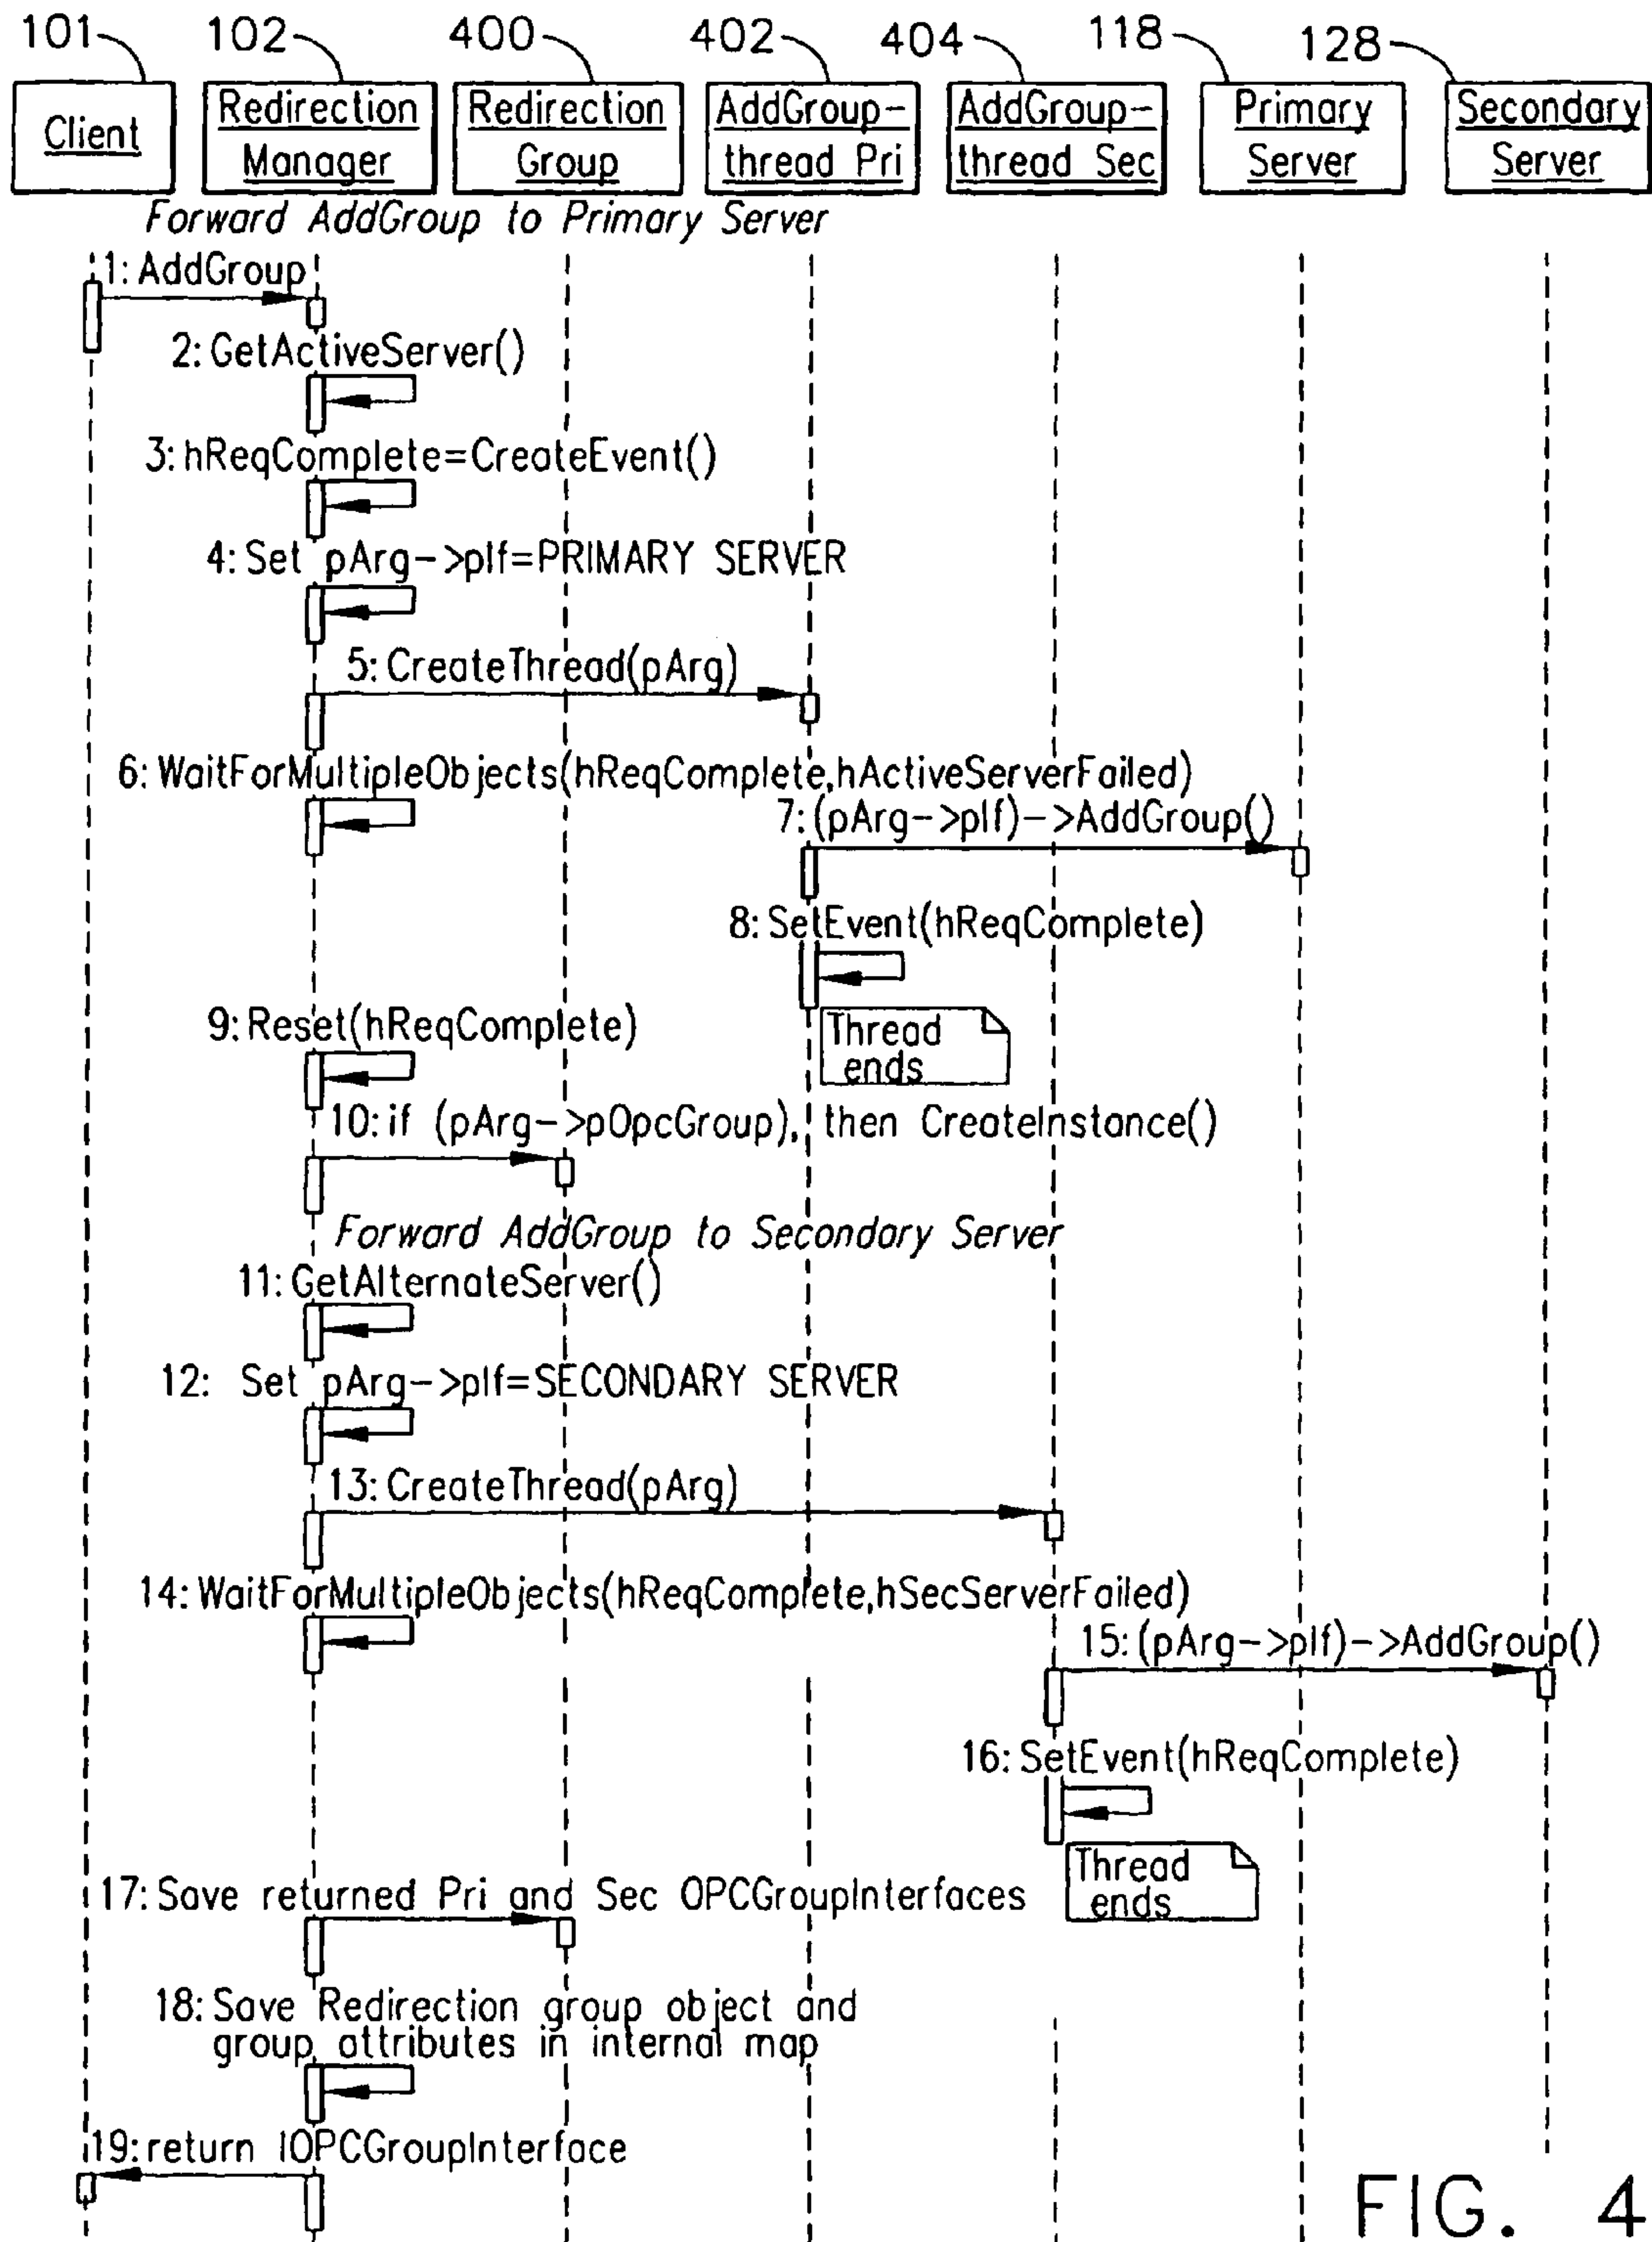 101 102 400 402 404 118 128
Client
Redirection
Manager
Redirection
Group
AddGroup-
thread Pri
AddGroup-
thread Sec
Primary
Server
Secondary
Server
Forward AddGroup to Primary Server
1: AddGroup
2: GetActiveServer()
3: hReqComplete=CreateEvent()
4: Set pArg->pIf=PRIMARY SERVER
5: CreateThread(pArg)
6: WaitForMultipleObjects(hReqComplete,hActiveServerFailed)
7: (pArg->pIf)->AddGroup()
8: SetEvent(hReqComplete)
Thread
ends
9: Reset(hReqComplete)
10: if (pArg->pOpcGroup), then CreateInstance()
Forward AddGroup to Secondary Server
11: GetAlternateServer()
12: Set pArg->pIf=SECONDARY SERVER
13: CreateThread(pArg)
14: WaitForMultipleObjects(hReqComplete,hSecServerFailed)
15: (pArg->pIf)->AddGroup()
16: SetEvent(hReqComplete)
Thread
ends
17: Save returned Pri and Sec OPCGroupInterfaces
18: Save Redirection group object and
group attributes in internal map
19: return IOPCGroupInterface
FIG. 4